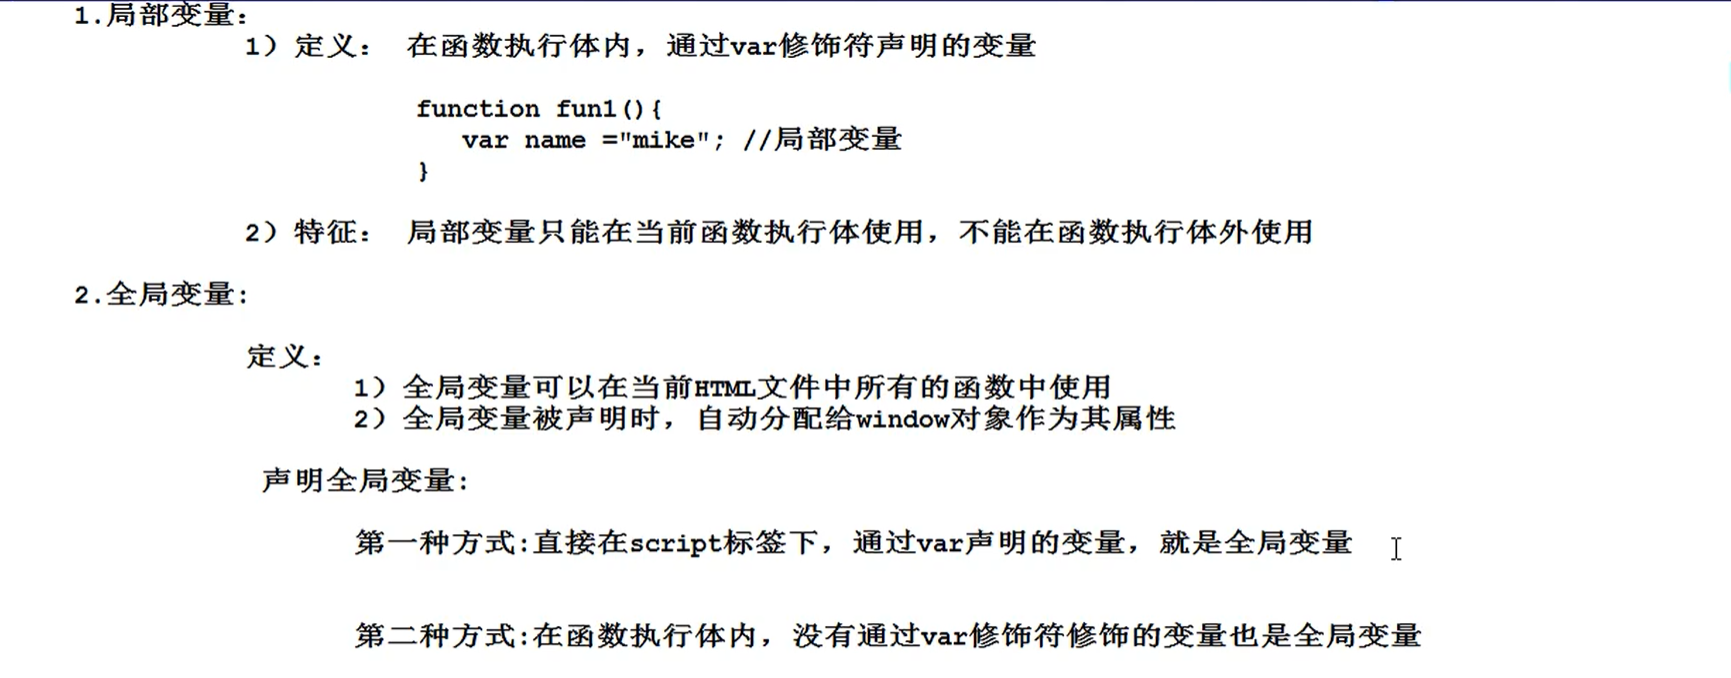 1.局部变量:
1）定义: 在函数执行体内，通过var修饰符声明的变量
function fun1(){
var name ="mike"; //局部变量
}
2）特征: 局部变量只能在当前函数执行体使用，不能在函数执行体外使用
2.全局变量:
定义:
1）全局变量可以在当前HTML文件中所有的函数中使用
2）全局变量被声明时，自动分配给window对象作为其属性
声明全局变量:
第一种方式:直接在script标签下，通过var声明的变量，就是全局变量
第二种方式:在函数执行体内，没有通过var修饰符修饰的变量也是全局变量